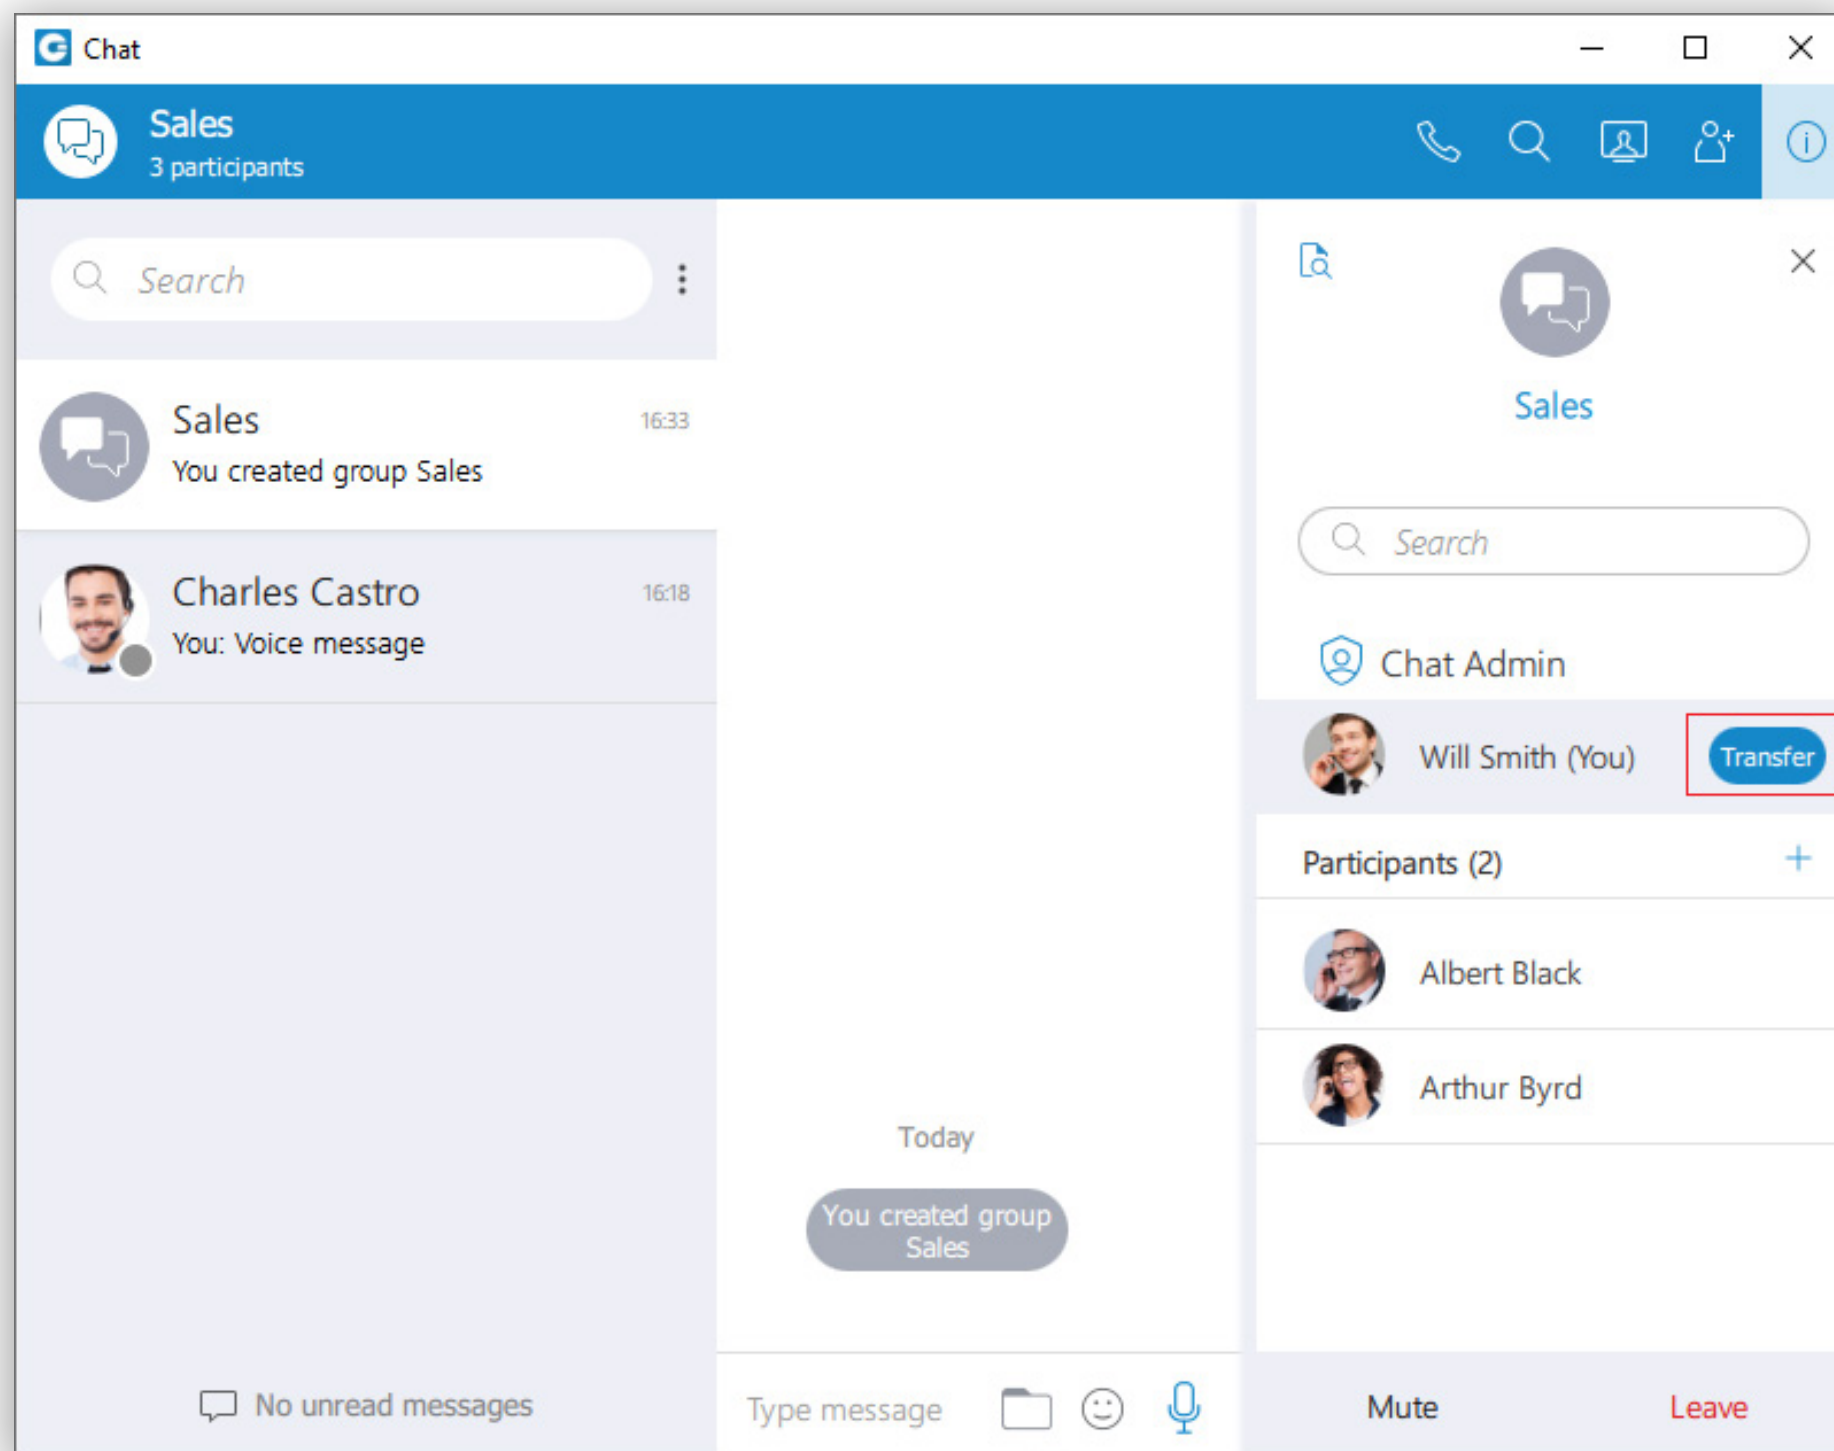 Chat
Sales
3 participants
Search
Sales
16:33
You created group Sales
Charles Castro
16:18
You: Voice message
No unread messages
Today
You created group
Sales
Type message
Sales
Search
Chat Admin
Will Smith (You)
Transfer
Participants (2)
Albert Black
Arthur Byrd
Mute
Leave